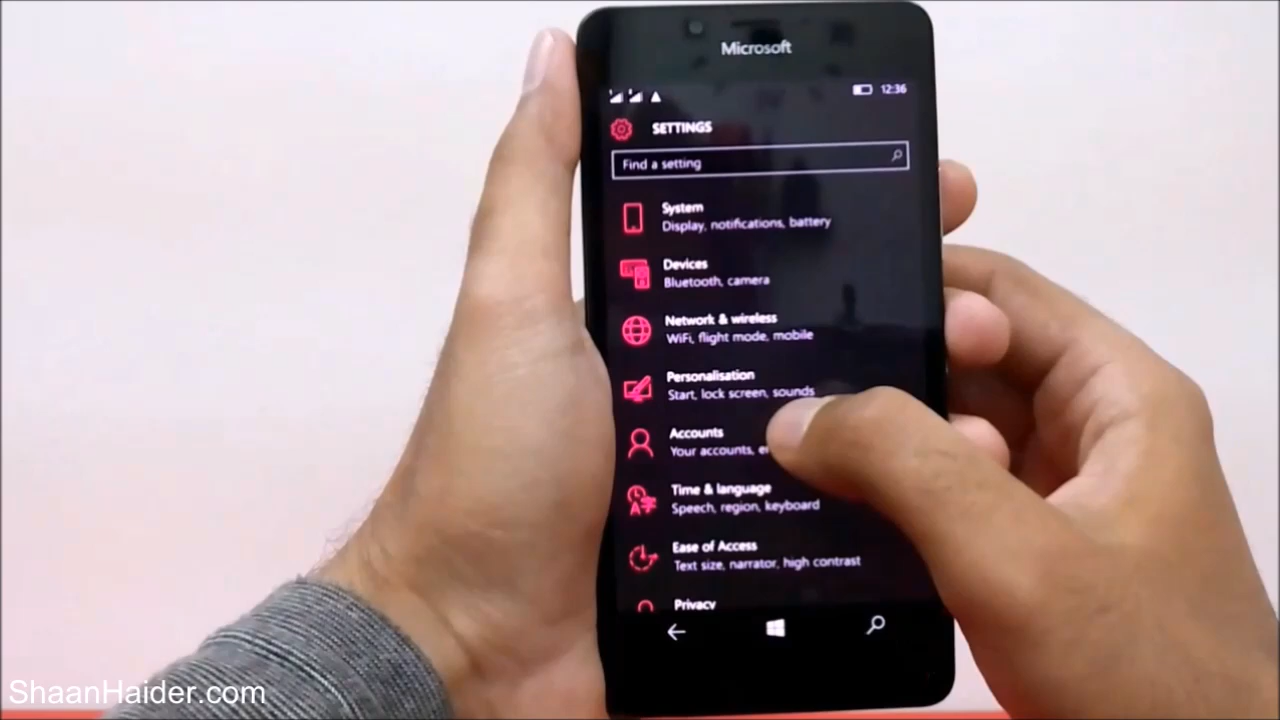 Microsoft
12:36
SETTINGS
Find a setting
System
Display, notifications, battery
Devices
Bluetooth, camera
Network & wireless
WiFi, flight mode, mobile
Personalisation
Start, lock screen, sounds
Accounts
Your accounts,
Time & language
Speech, region, keyboard
Ease of Access
Text size, narrator, high contrast
Privacy
ShaanHaider.com